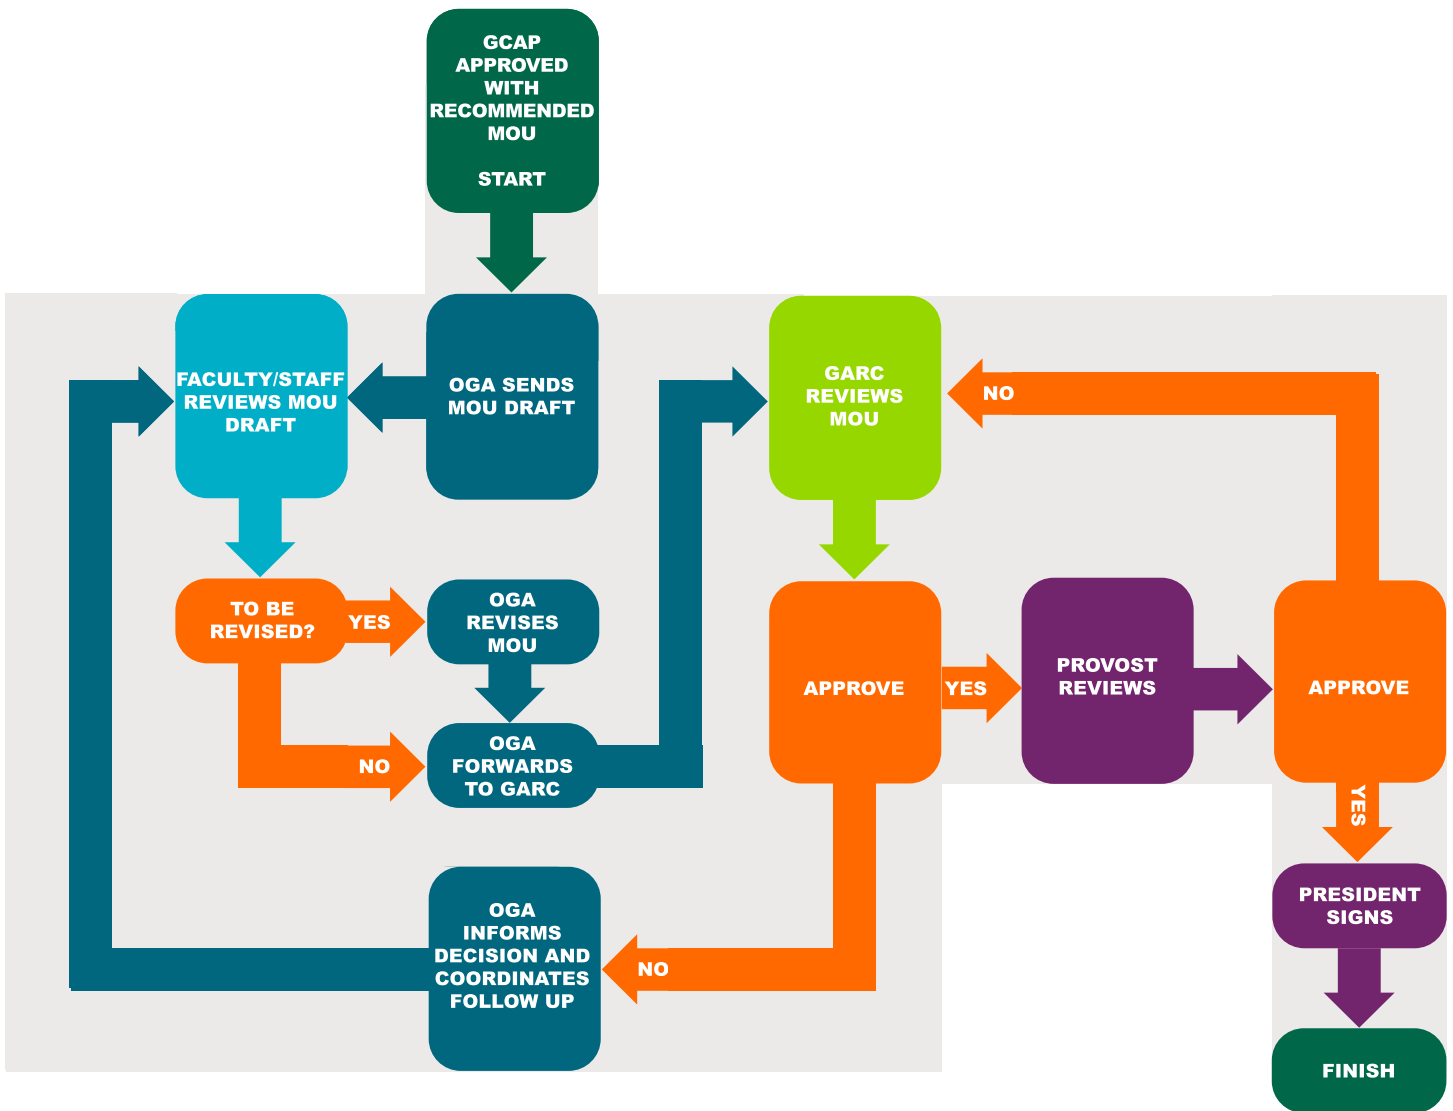 GCAP
APPROVED
WITH
RECOMMENDED
MOU
START
FACULTY/STAFF
REVIEWS MOU
DRAFT
OGA SENDS
MOU DRAFT
GARC
REVIEWS
MOU
NO
TO BE
REVISED?
YES
OGA
REVISES
MOU
NO
OGA
FORWARDS
TO GARC
APPROVE
YES
PROVOST
REVIEWS
APPROVE
YES
OGA
INFORMS
DECISION AND
COORDINATES
FOLLOW UP
NO
PRESIDENT
SIGNS
FINISH